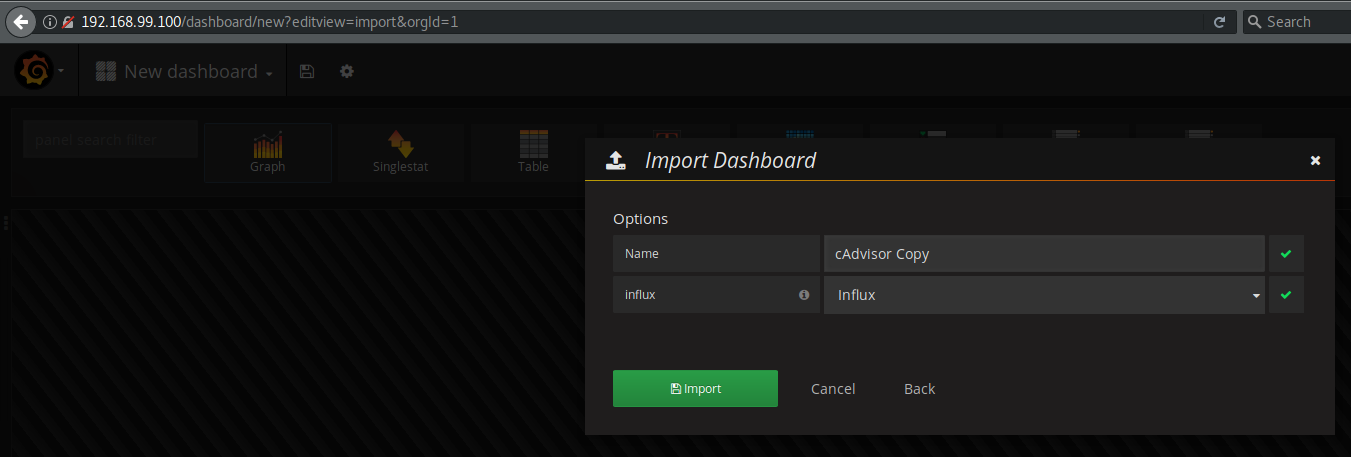 192.168.99.100/dashboard/new?editview=import&orgId=1
Search
New dashboard
panel search filter
Graph
Singlestat
Table
Import Dashboard
Options
Name
cAdvisor Copy
influx
Influx
Import
Cancel
Back